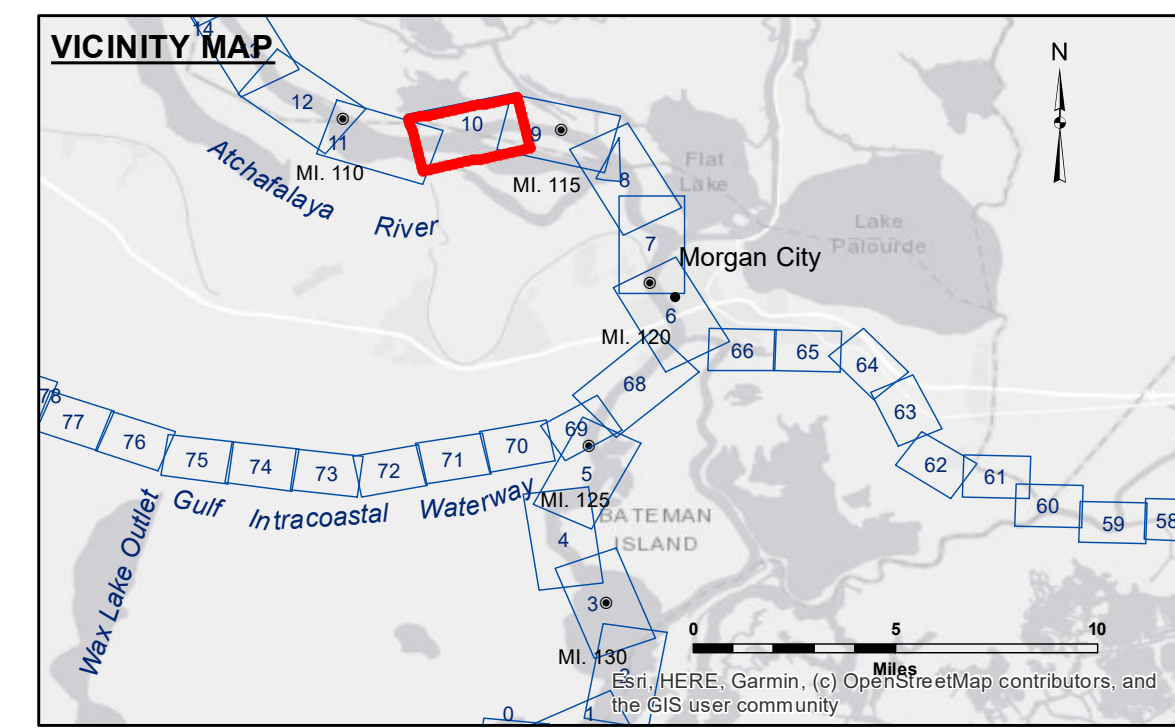 VICINITY MAP
N
14
13
12
11
10
9
8
7
6
MI. 110
MI. 115
Atchafalaya
River
Flat
Lake
Lake
Palourde
Morgan City
MI. 120
66
65
64
63
62
61
60
59
58
68
69
70
71
72
73
74
75
76
77
78
5
Gulf Intracoastal Waterway
Wax Lake Outlet
MI. 125
BATEMAN
ISLAND
4
3
MI. 130
2
1
0
0 5 10
Miles
Esri, HERE, Garmin, (c) OpenStreetMap contributors, and
the GIS user community